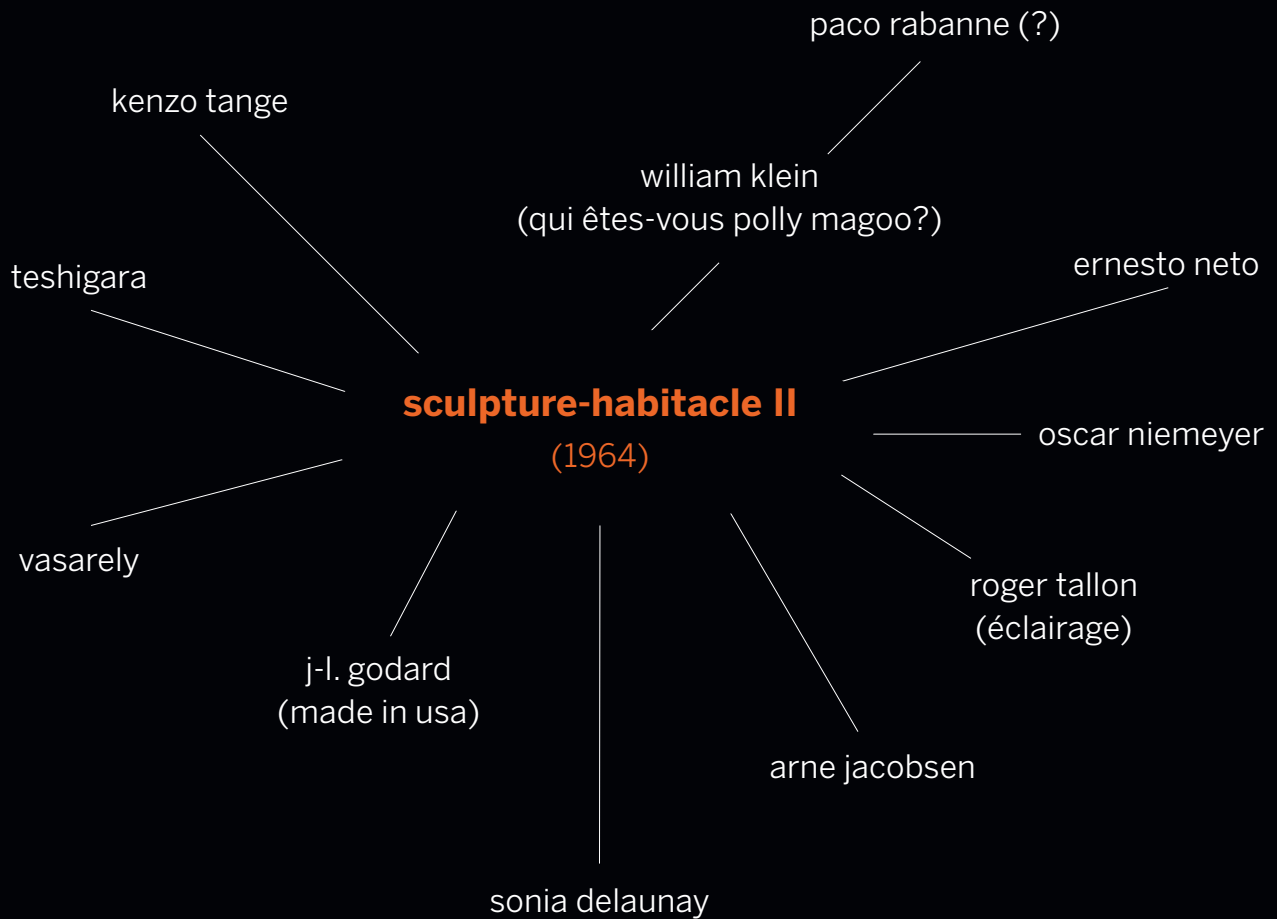 paco rabanne (?)
kenzo tange
william klein
(qui êtes-vous polly magoo?)
ernesto neto
teshigara
sculpture-habitacle II
(1964)
oscar niemeyer
vasarely
roger tallon
(éclairage)
j-l. godard
(made in usa)
arne jacobsen
sonia delaunay